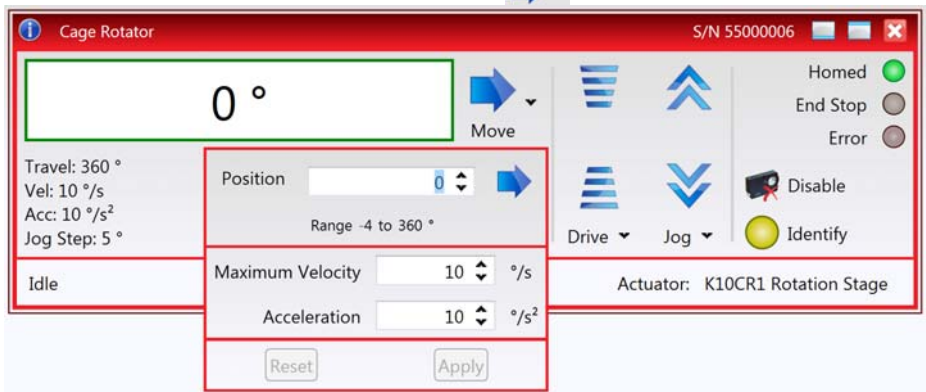 Cage Rotator
S/N 55000006
0 °
Move
Homed
End Stop
Error
Travel: 360 °
Vel: 10 °/s
Acc: 10 °/s²
Jog Step: 5 °
Position 0
Range -4 to 360 °
Drive
Jog
Disable
Identify
Idle
Maximum Velocity 10 °/s
Acceleration 10 °/s²
Reset Apply
Actuator: K10CR1 Rotation Stage